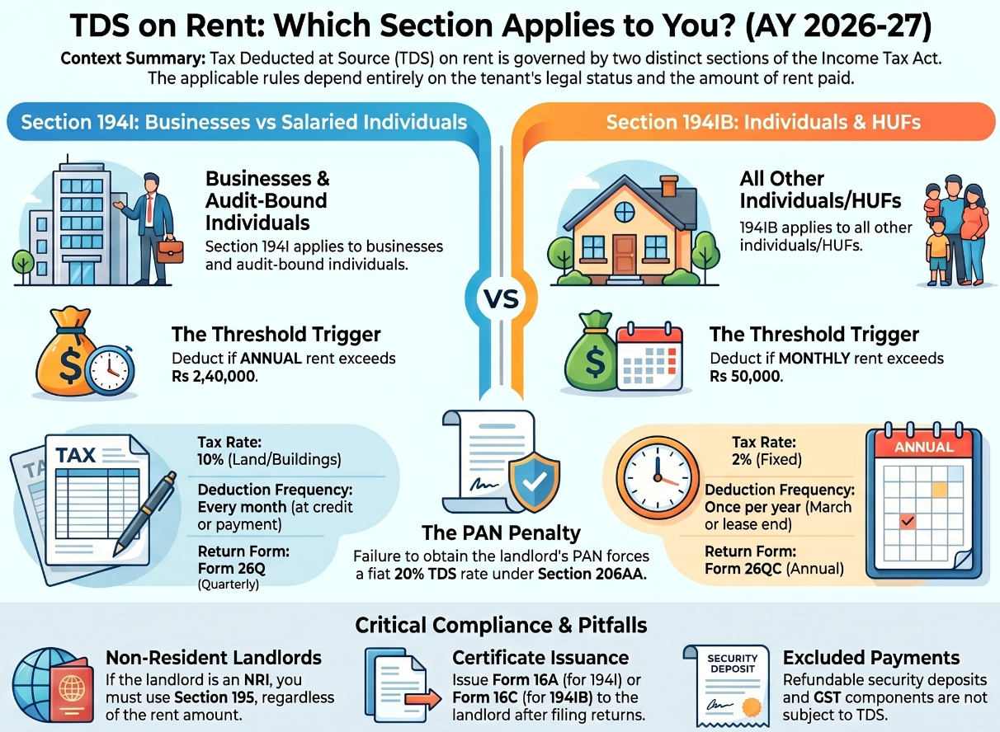 TDS on Rent: Which Section Applies to You? (AY 2026-27)
Context Summary: Tax Deducted at Source (TDS) on rent is governed by two distinct sections of the Income Tax Act.
The applicable rules depend entirely on the tenant's legal status and the amount of rent paid.
Section 194I: Businesses vs Salaried Individuals
Businesses &
Audit-Bound
Individuals
Section 194I applies to businesses
and audit-bound individuals.
$
The Threshold Trigger
Deduct if ANNUAL rent exceeds
Rs 2,40,000.
TA
TAX
Tax Rate:
10% (Land/Buildings)
Deduction Frequency:
Every month (at credit
or payment)
Return Form:
Form 26Q
(Quarterly)
VS
Section 194IB: Individuals & HUFs
All Other
Individuals/HUFs
194IB applies to all other
individuals/HUFs.
$
The Threshold Trigger
Deduct if MONTHLY rent exceeds
Rs 50,000.
Tax Rate:
2% (Fixed)
Deduction Frequency:
Once per year (March
or lease end)
Return Form:
Form 26QC (Annual)
ANNUAL
The PAN Penalty
Failure to obtain the landlord's PAN forces
a fiat 20% TDS rate under Section 206AA.
Critical Compliance & Pitfalls
Non-Resident Landlords
If the landlord is an NRI, you
must use Section 195, regardless
of the rent amount.
Certificate Issuance
Issue Form 16A (for 194I) or
Form 16C (for 194IB) to the
landlord after filing returns.
SECURITY
DEPOSIT
Excluded Payments
Refundable security deposits
and GST components are not
subject to TDS.